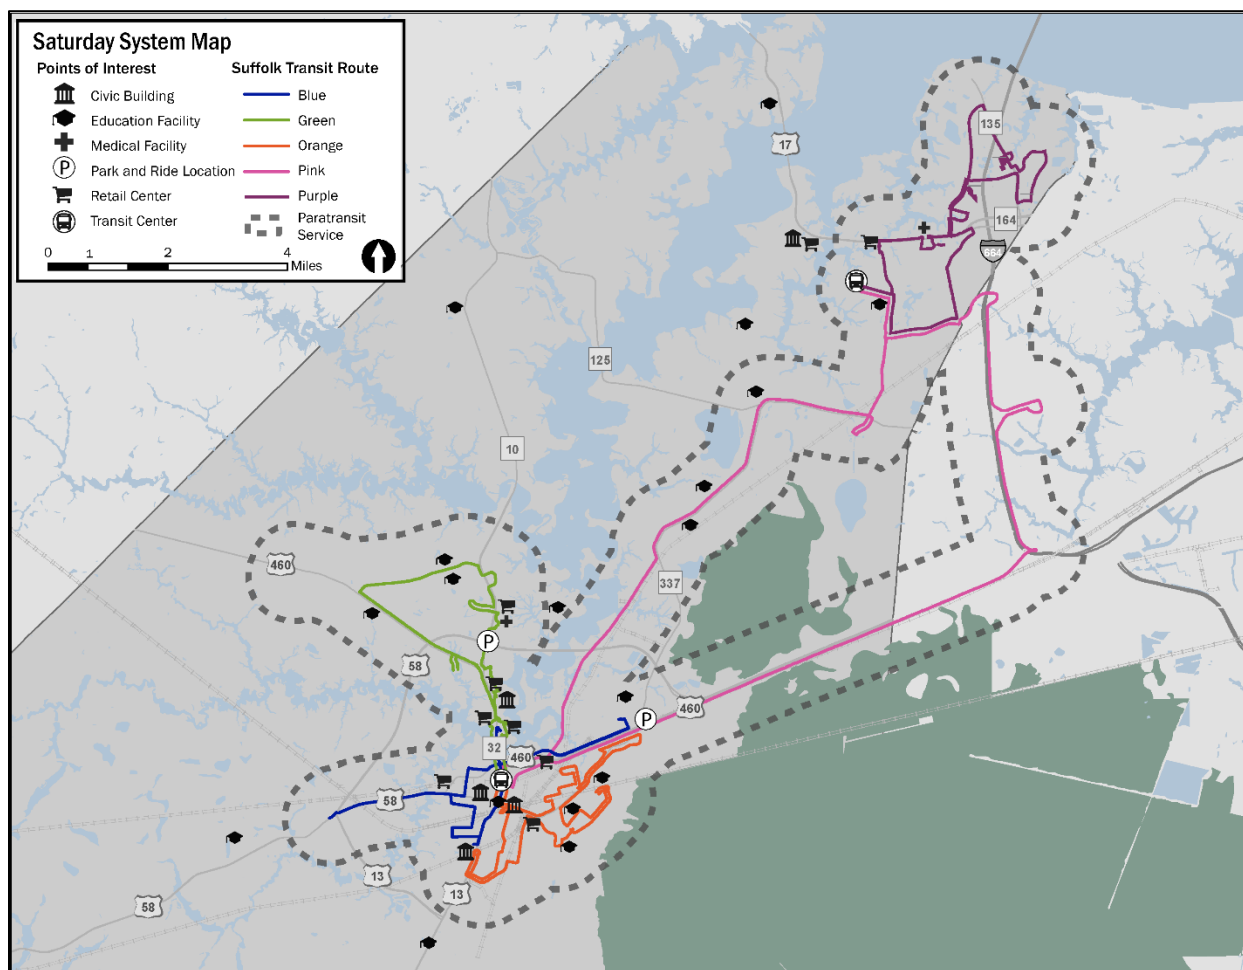 Saturday System Map
Points of Interest
Suffolk Transit Route
Civic Building
Blue
Education Facility
Green
Medical Facility
Orange
P
Park and Ride Location
Pink
Retail Center
Purple
Transit Center
Paratransit
Service
0 1 2 4
Miles
135
17
164
664
125
10
460
337
58
P
P
460
32
460
58
13
13
58